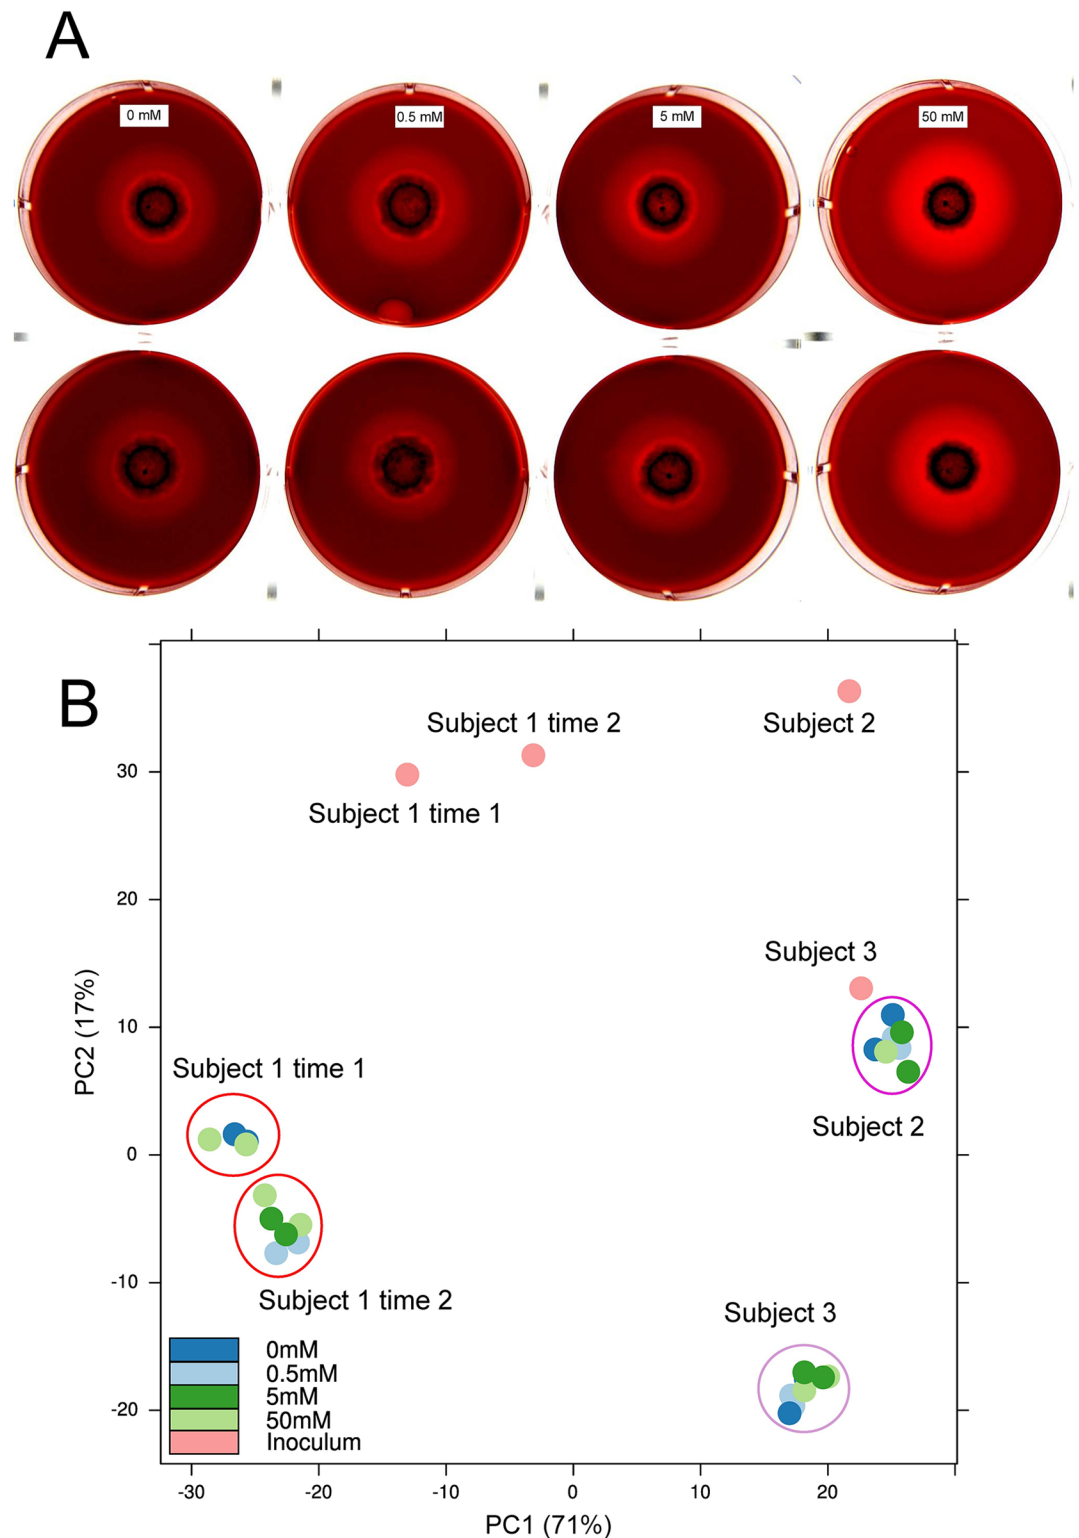 A
0 mM
0.5 mM
5 mM
50 mM
B
Subject 1 time 2
Subject 2
Subject 1 time 1
Subject 3
Subject 1 time 1
Subject 2
Subject 1 time 2
Subject 3
0mM
0.5mM
5mM
50mM
Inoculum
30
20
10
0
-10
-20
PC2 (17%)
-30
-20
-10
0
10
20
PC1 (71%)